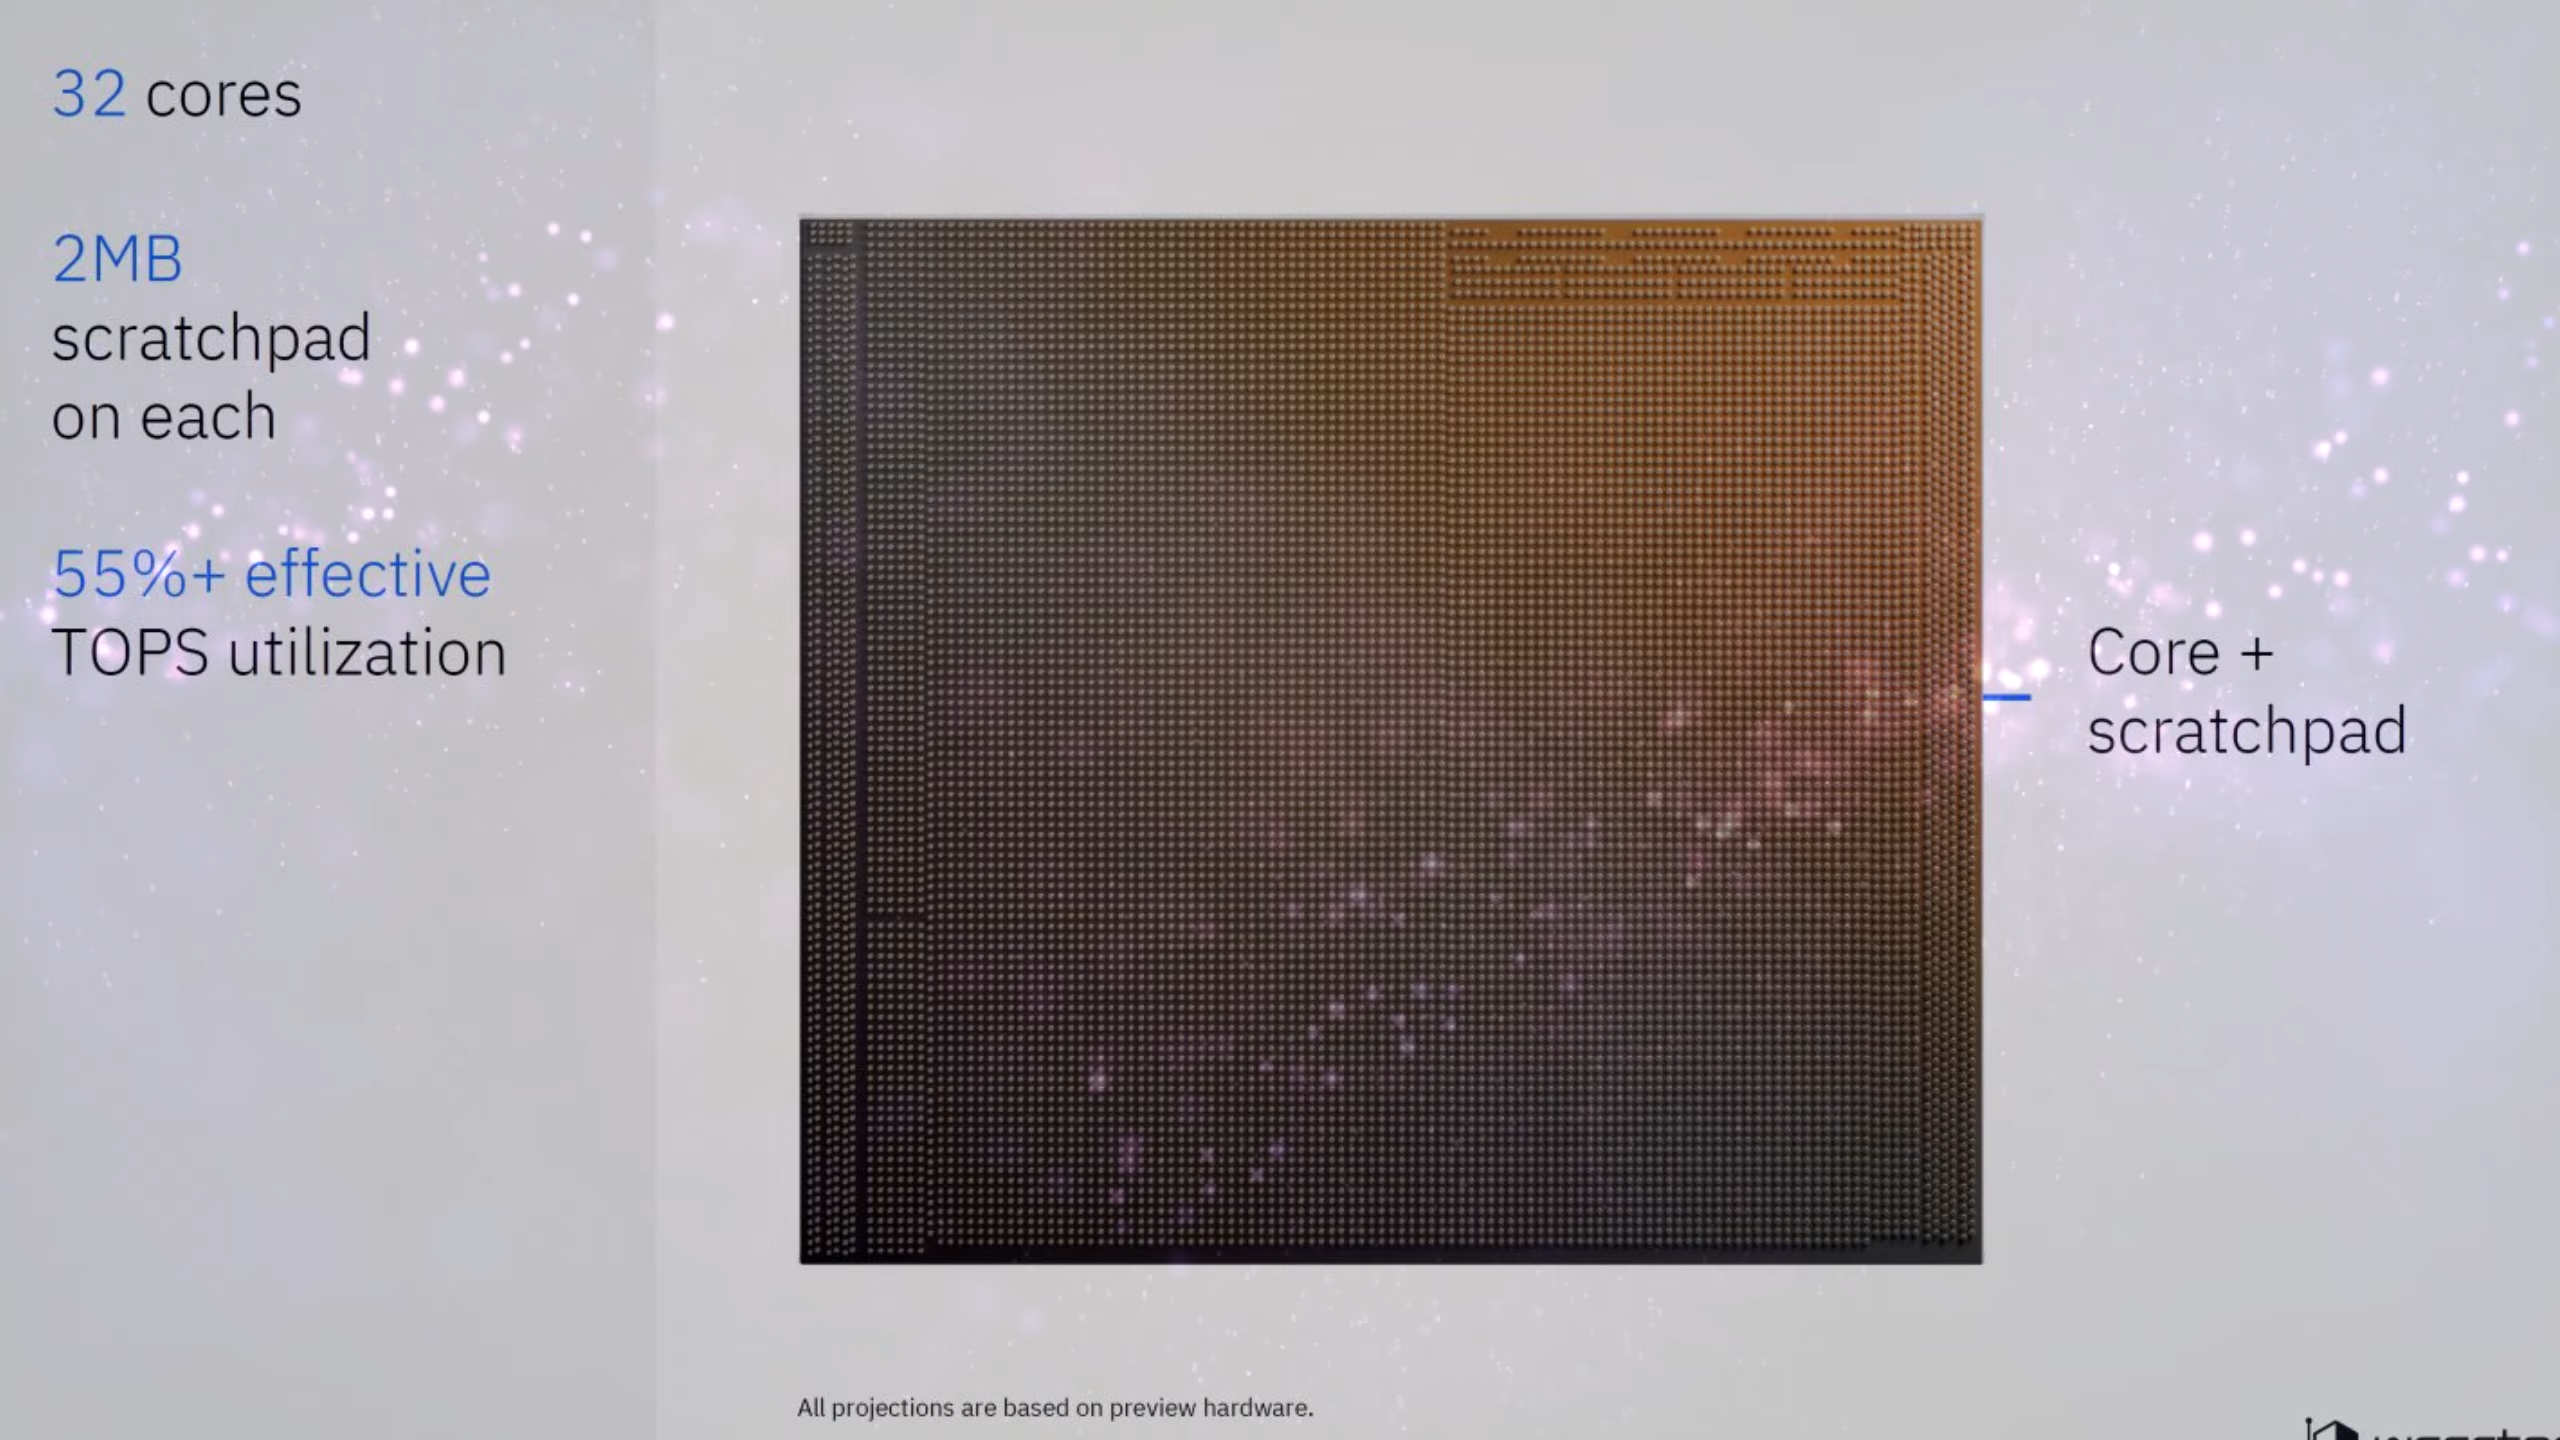 32 cores
2MB
scratchpad
on each
55%+ effective
TOPS utilization
Core +
scratchpad
All projections are based on preview hardware.